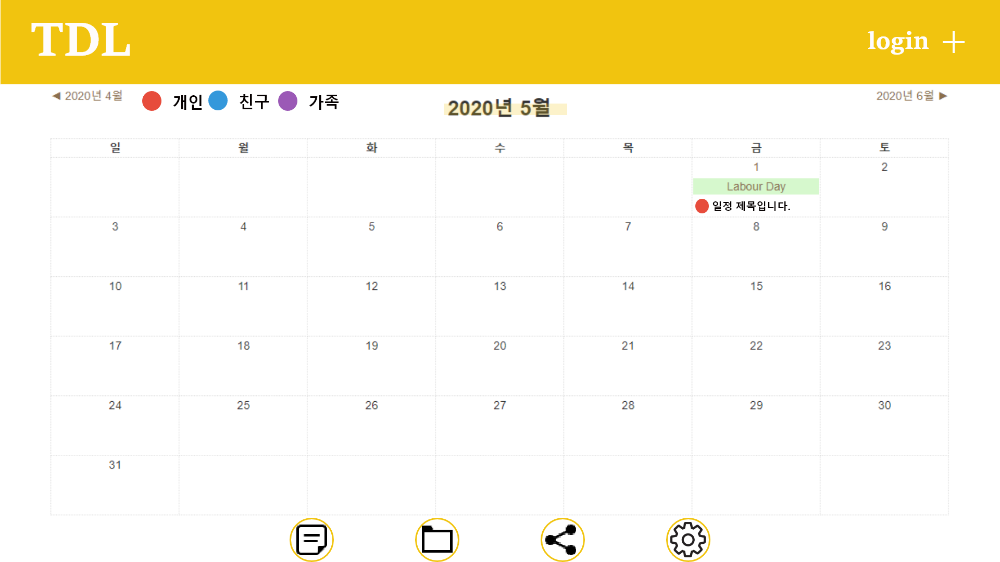 TDL
login +
◀ 2020년 4월
개인 친구 가족
2020년 5월
2020년 6월 ▶
일 월 화 수 목 금 토
1 2
Labour Day
일정 제목입니다.
3 4 5 6 7 8 9
10 11 12 13 14 15 16
17 18 19 20 21 22 23
24 25 26 27 28 29 30
31